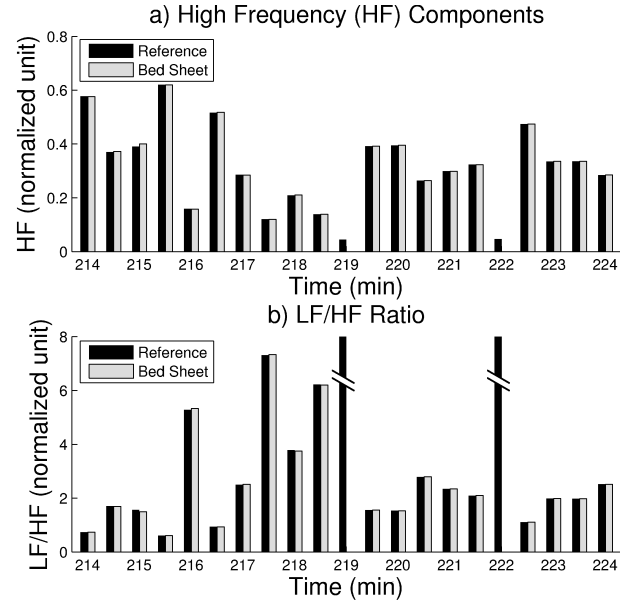 a) High Frequency (HF) Components
HF (normalized unit)
0.8
0.6
0.4
0.2
0
Reference
Bed Sheet
214 215 216 217 218 219 220 221 222 223 224
Time (min)
b) LF/HF Ratio
LF/HF (normalized unit)
8
6
4
2
0
Reference
Bed Sheet
214 215 216 217 218 219 220 221 222 223 224
Time (min)